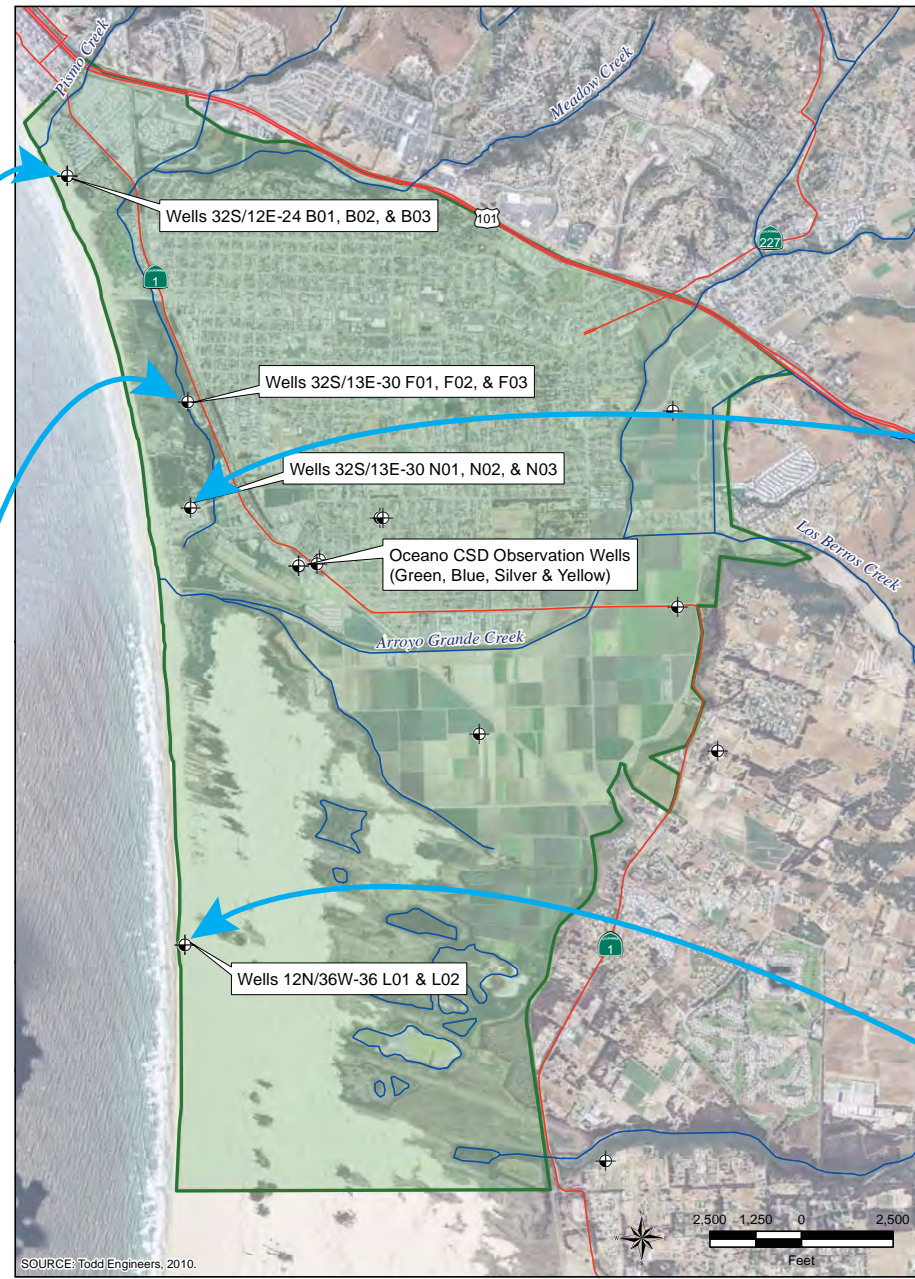 Pismo Creek
Meadow Creek
Wells 32S/12E-24 B01, B02, & B03
101
227
1
Wells 32S/13E-30 F01, F02, & F03
Wells 32S/13E-30 N01, N02, & N03
Los Berros Creek
Oceano CSD Observation Wells
(Green, Blue, Silver & Yellow)
Arroyo Grande Creek
1
Wells 12N/36W-36 L01 & L02
N
W
E
S
2,500 1,250 0 2,500
Feet
SOURCE: Todd Engineers, 2010.